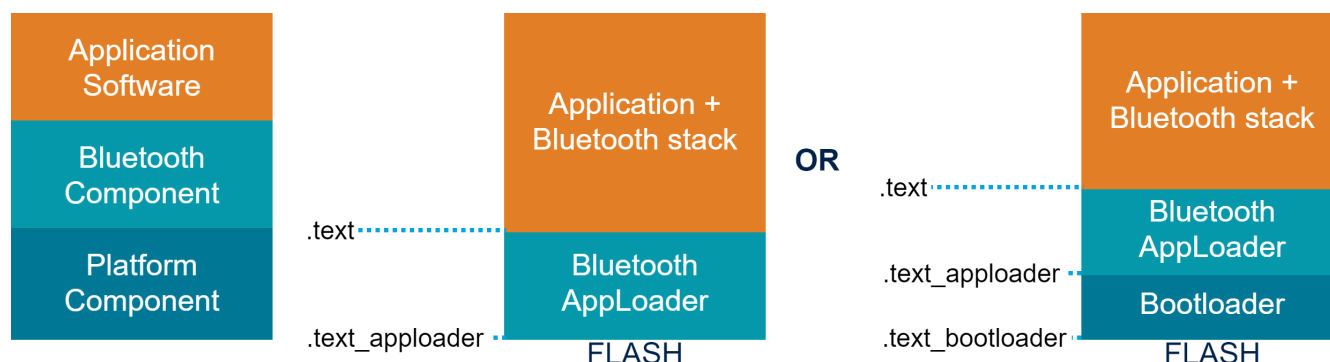 Application
Software
Bluetooth
Component
Platform
Component
.text
.text_apploader
Application +
Bluetooth stack
Bluetooth
AppLoader
FLASH
OR
.text
.text_apploader
.text_bootloader
Application +
Bluetooth stack
Bluetooth
AppLoader
Bootloader
FLASH